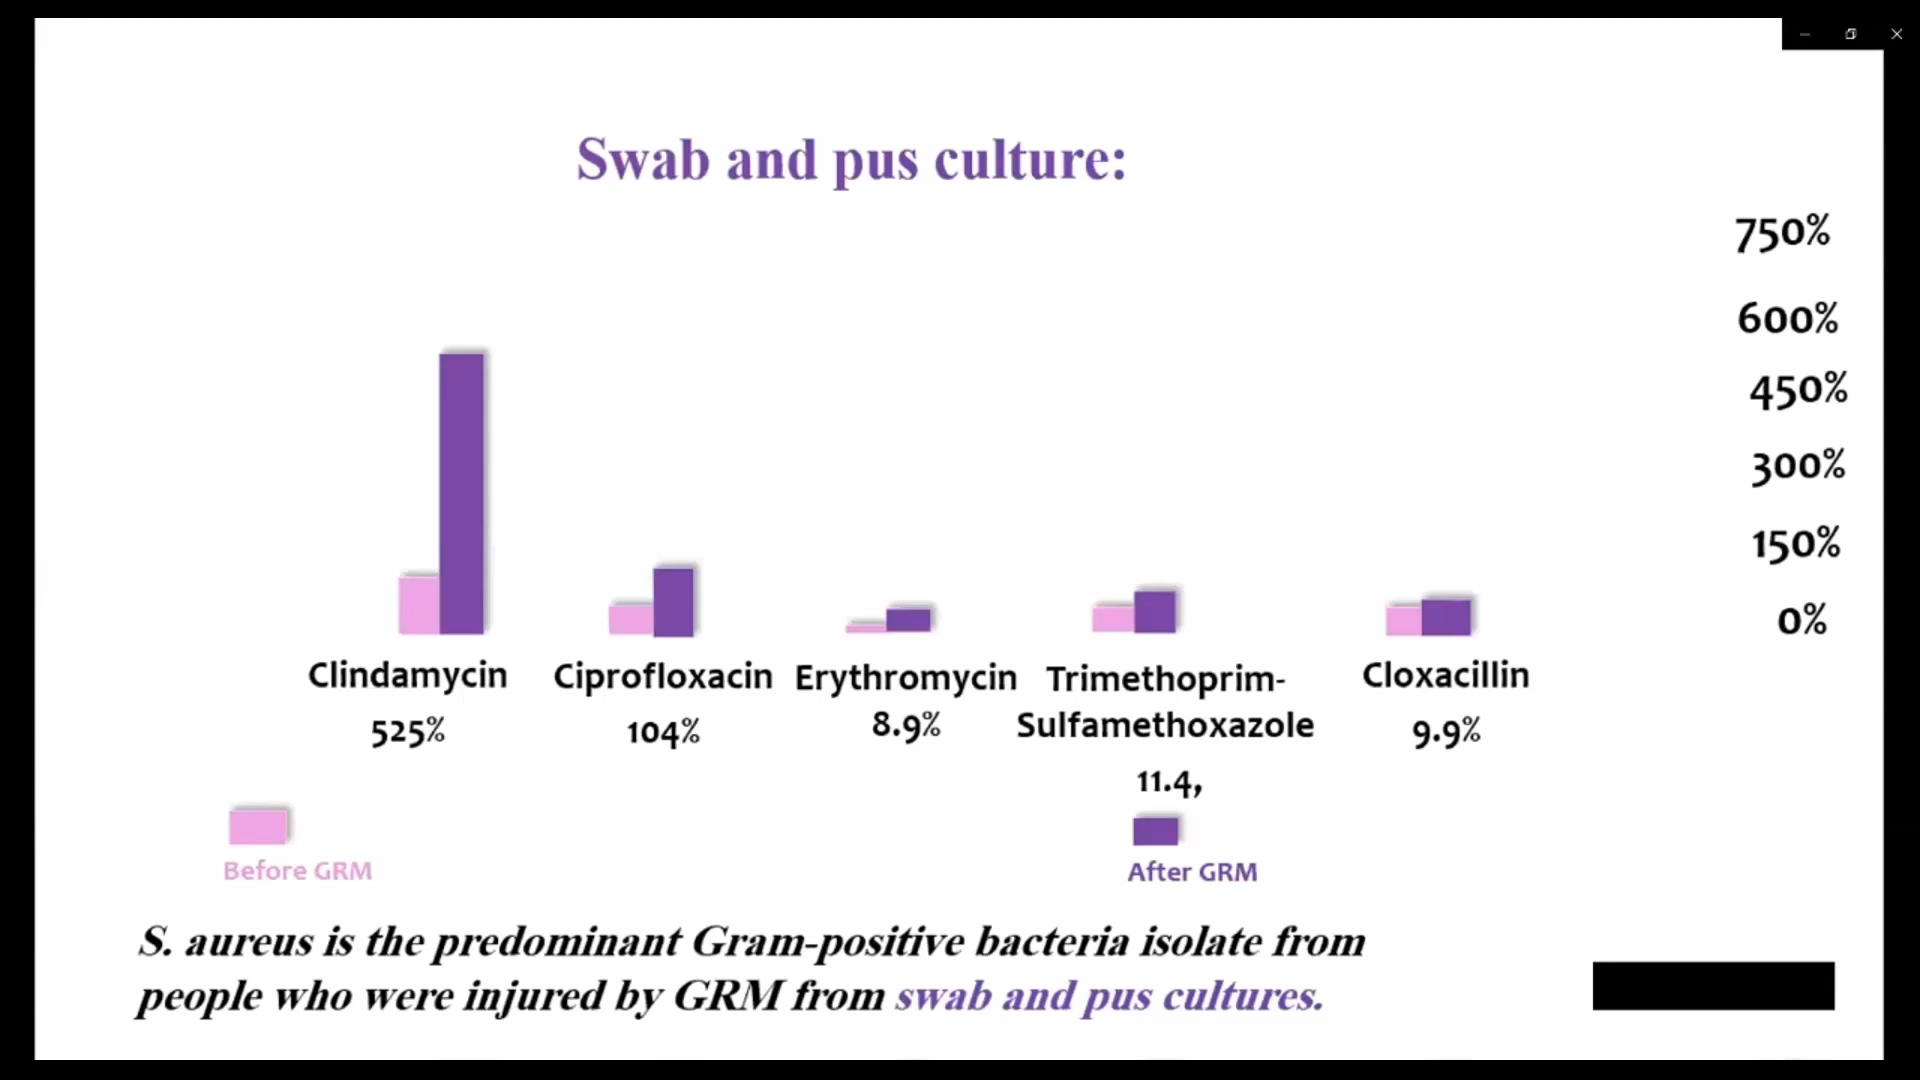 Swab and pus culture:
750%
600%
450%
300%
150%
0%
Clindamycin
525%
Ciprofloxacin
104%
Erythromycin
8.9%
Trimethoprim-
Sulfamethoxazole
11.4,
Cloxacillin
9.9%
Before GRM
After GRM
S. aureus is the predominant Gram-positive bacteria isolate from
people who were injured by GRM from swab and pus cultures.